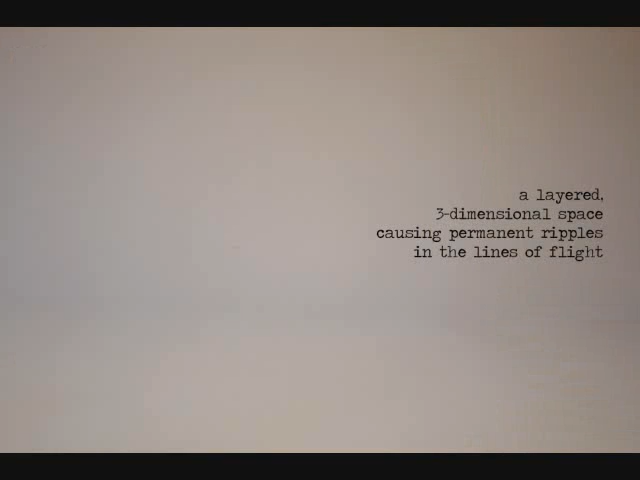 a layered,
3-dimensional space
causing permanent ripples
in the lines of flight